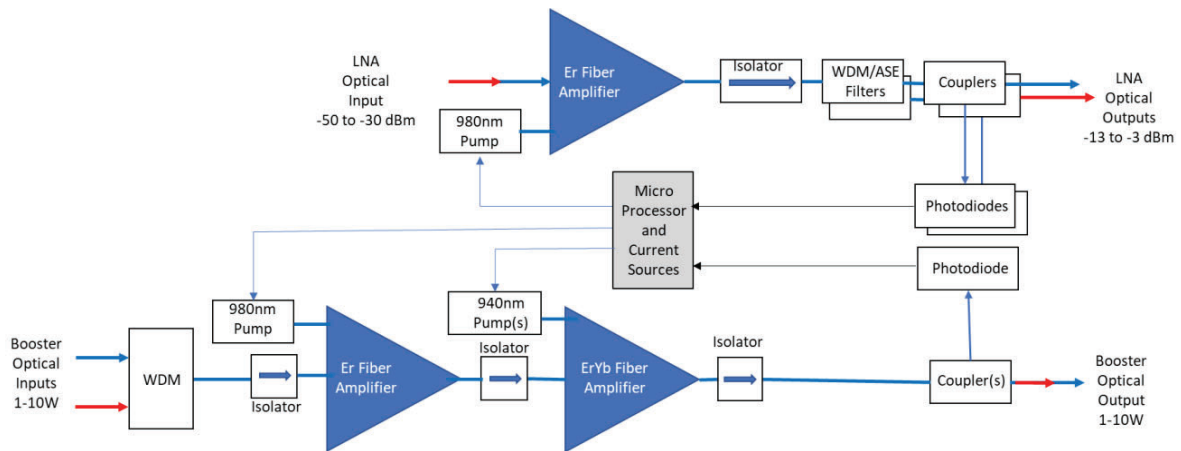 LNA
Optical
Input
-50 to -30 dBm
Er Fiber
Amplifier
980nm
Pump
Isolator
WDM/ASE
Filters
Couplers
LNA
Optical
Outputs
-13 to -3 dBm
Micro
Processor
and
Current
Sources
Photodiodes
Photodiode
980nm
Pump
940nm
Pump(s)
Booster
Optical
Inputs
1-10W
WDM
Isolator
Er Fiber
Amplifier
Isolator
ErYb Fiber
Amplifier
Isolator
Coupler(s)
Booster
Optical
Output
1-10W